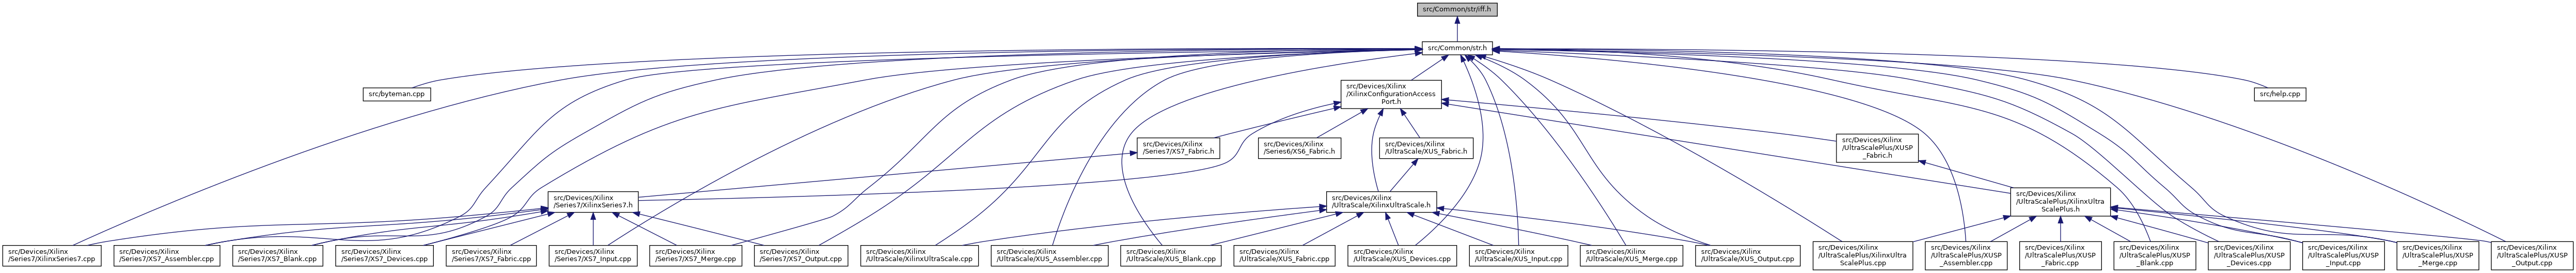 src/Common/str/iff.h
src/Common/str.h
src/byteman.cpp
src/Devices/Xilinx
/XilinxConfigurationAccess
Port.h
src/help.cpp
src/Devices/Xilinx
/Series7/XS7_Fabric.h
src/Devices/Xilinx
/Series6/XS6_Fabric.h
src/Devices/Xilinx
/UltraScale/XUS_Fabric.h
src/Devices/Xilinx
/UltraScalePlus/XUSP
_Fabric.h
src/Devices/Xilinx
/Series7/XilinxSeries7.h
src/Devices/Xilinx
/UltraScale/XilinxUltraScale.h
src/Devices/Xilinx
/UltraScalePlus/XilinxUltra
ScalePlus.h
src/Devices/Xilinx
/Series7/XilinxSeries7.cpp
src/Devices/Xilinx
/Series7/XS7_Assembler.cpp
src/Devices/Xilinx
/Series7/XS7_Blank.cpp
src/Devices/Xilinx
/Series7/XS7_Devices.cpp
src/Devices/Xilinx
/Series7/XS7_Fabric.cpp
src/Devices/Xilinx
/Series7/XS7_Input.cpp
src/Devices/Xilinx
/Series7/XS7_Merge.cpp
src/Devices/Xilinx
/Series7/XS7_Output.cpp
src/Devices/Xilinx
/UltraScale/XilinxUltraScale.cpp
src/Devices/Xilinx
/UltraScale/XUS_Assembler.cpp
src/Devices/Xilinx
/UltraScale/XUS_Blank.cpp
src/Devices/Xilinx
/UltraScale/XUS_Fabric.cpp
src/Devices/Xilinx
/UltraScale/XUS_Devices.cpp
src/Devices/Xilinx
/UltraScale/XUS_Input.cpp
src/Devices/Xilinx
/UltraScale/XUS_Merge.cpp
src/Devices/Xilinx
/UltraScale/XUS_Output.cpp
src/Devices/Xilinx
/UltraScalePlus/XilinxUltra
ScalePlus.cpp
src/Devices/Xilinx
/UltraScalePlus/XUSP
_Assembler.cpp
src/Devices/Xilinx
/UltraScalePlus/XUSP
_Fabric.cpp
src/Devices/Xilinx
/UltraScalePlus/XUSP
_Blank.cpp
src/Devices/Xilinx
/UltraScalePlus/XUSP
_Devices.cpp
src/Devices/Xilinx
/UltraScalePlus/XUSP
_Input.cpp
src/Devices/Xilinx
/UltraScalePlus/XUSP
_Merge.cpp
src/Devices/Xilinx
/UltraScalePlus/XUSP
_Output.cpp